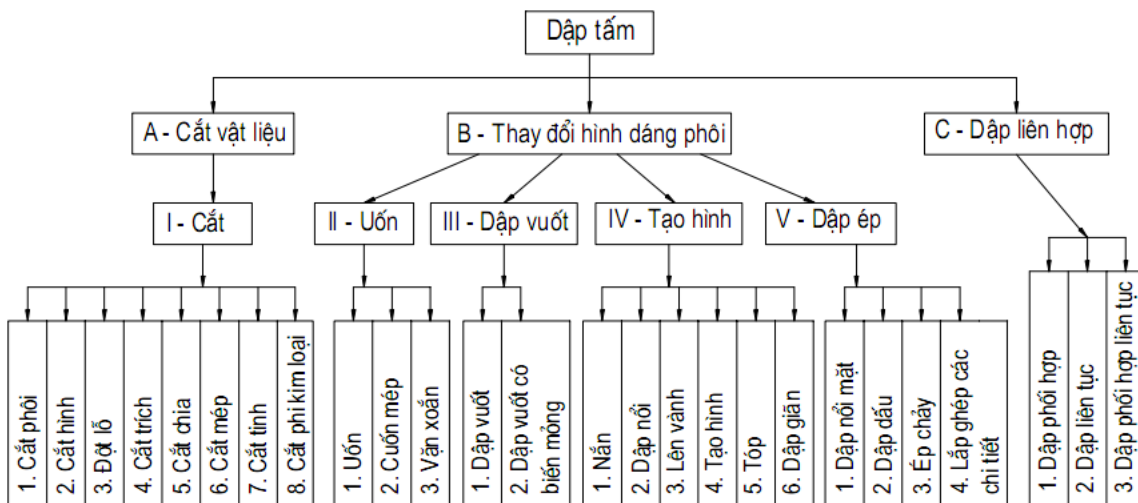 Dập tấm
A - Cắt vật liệu
B - Thay đổi hình dáng phôi
C - Dập liên hợp
I - Cắt
II - Uốn
III - Dập vuốt
IV - Tạo hình
V - Dập ép
1. Cắt phôi
2. Cắt hình
3. Đột lỗ
4. Cắt trích
5. Cắt chia
6. Cắt mép
7. Cắt tinh
8. Cắt phi kim loại
1. Uốn
2. Cuốn mép
3. Vặn xoắn
1. Dập vuốt
2. Dập vuốt có
biến mỏng
1. Nắn
2. Dập nổi
3. Lên vành
4. Tạo hình
5. Tóp
6. Dập giãn
1. Dập nổi mặt
2. Dập dấu
3. Ép chảy
4. Lắp ghép các
chi tiết
1. Dập phối hợp
2. Dập liên tục
3. Dập phối hợp liên tục